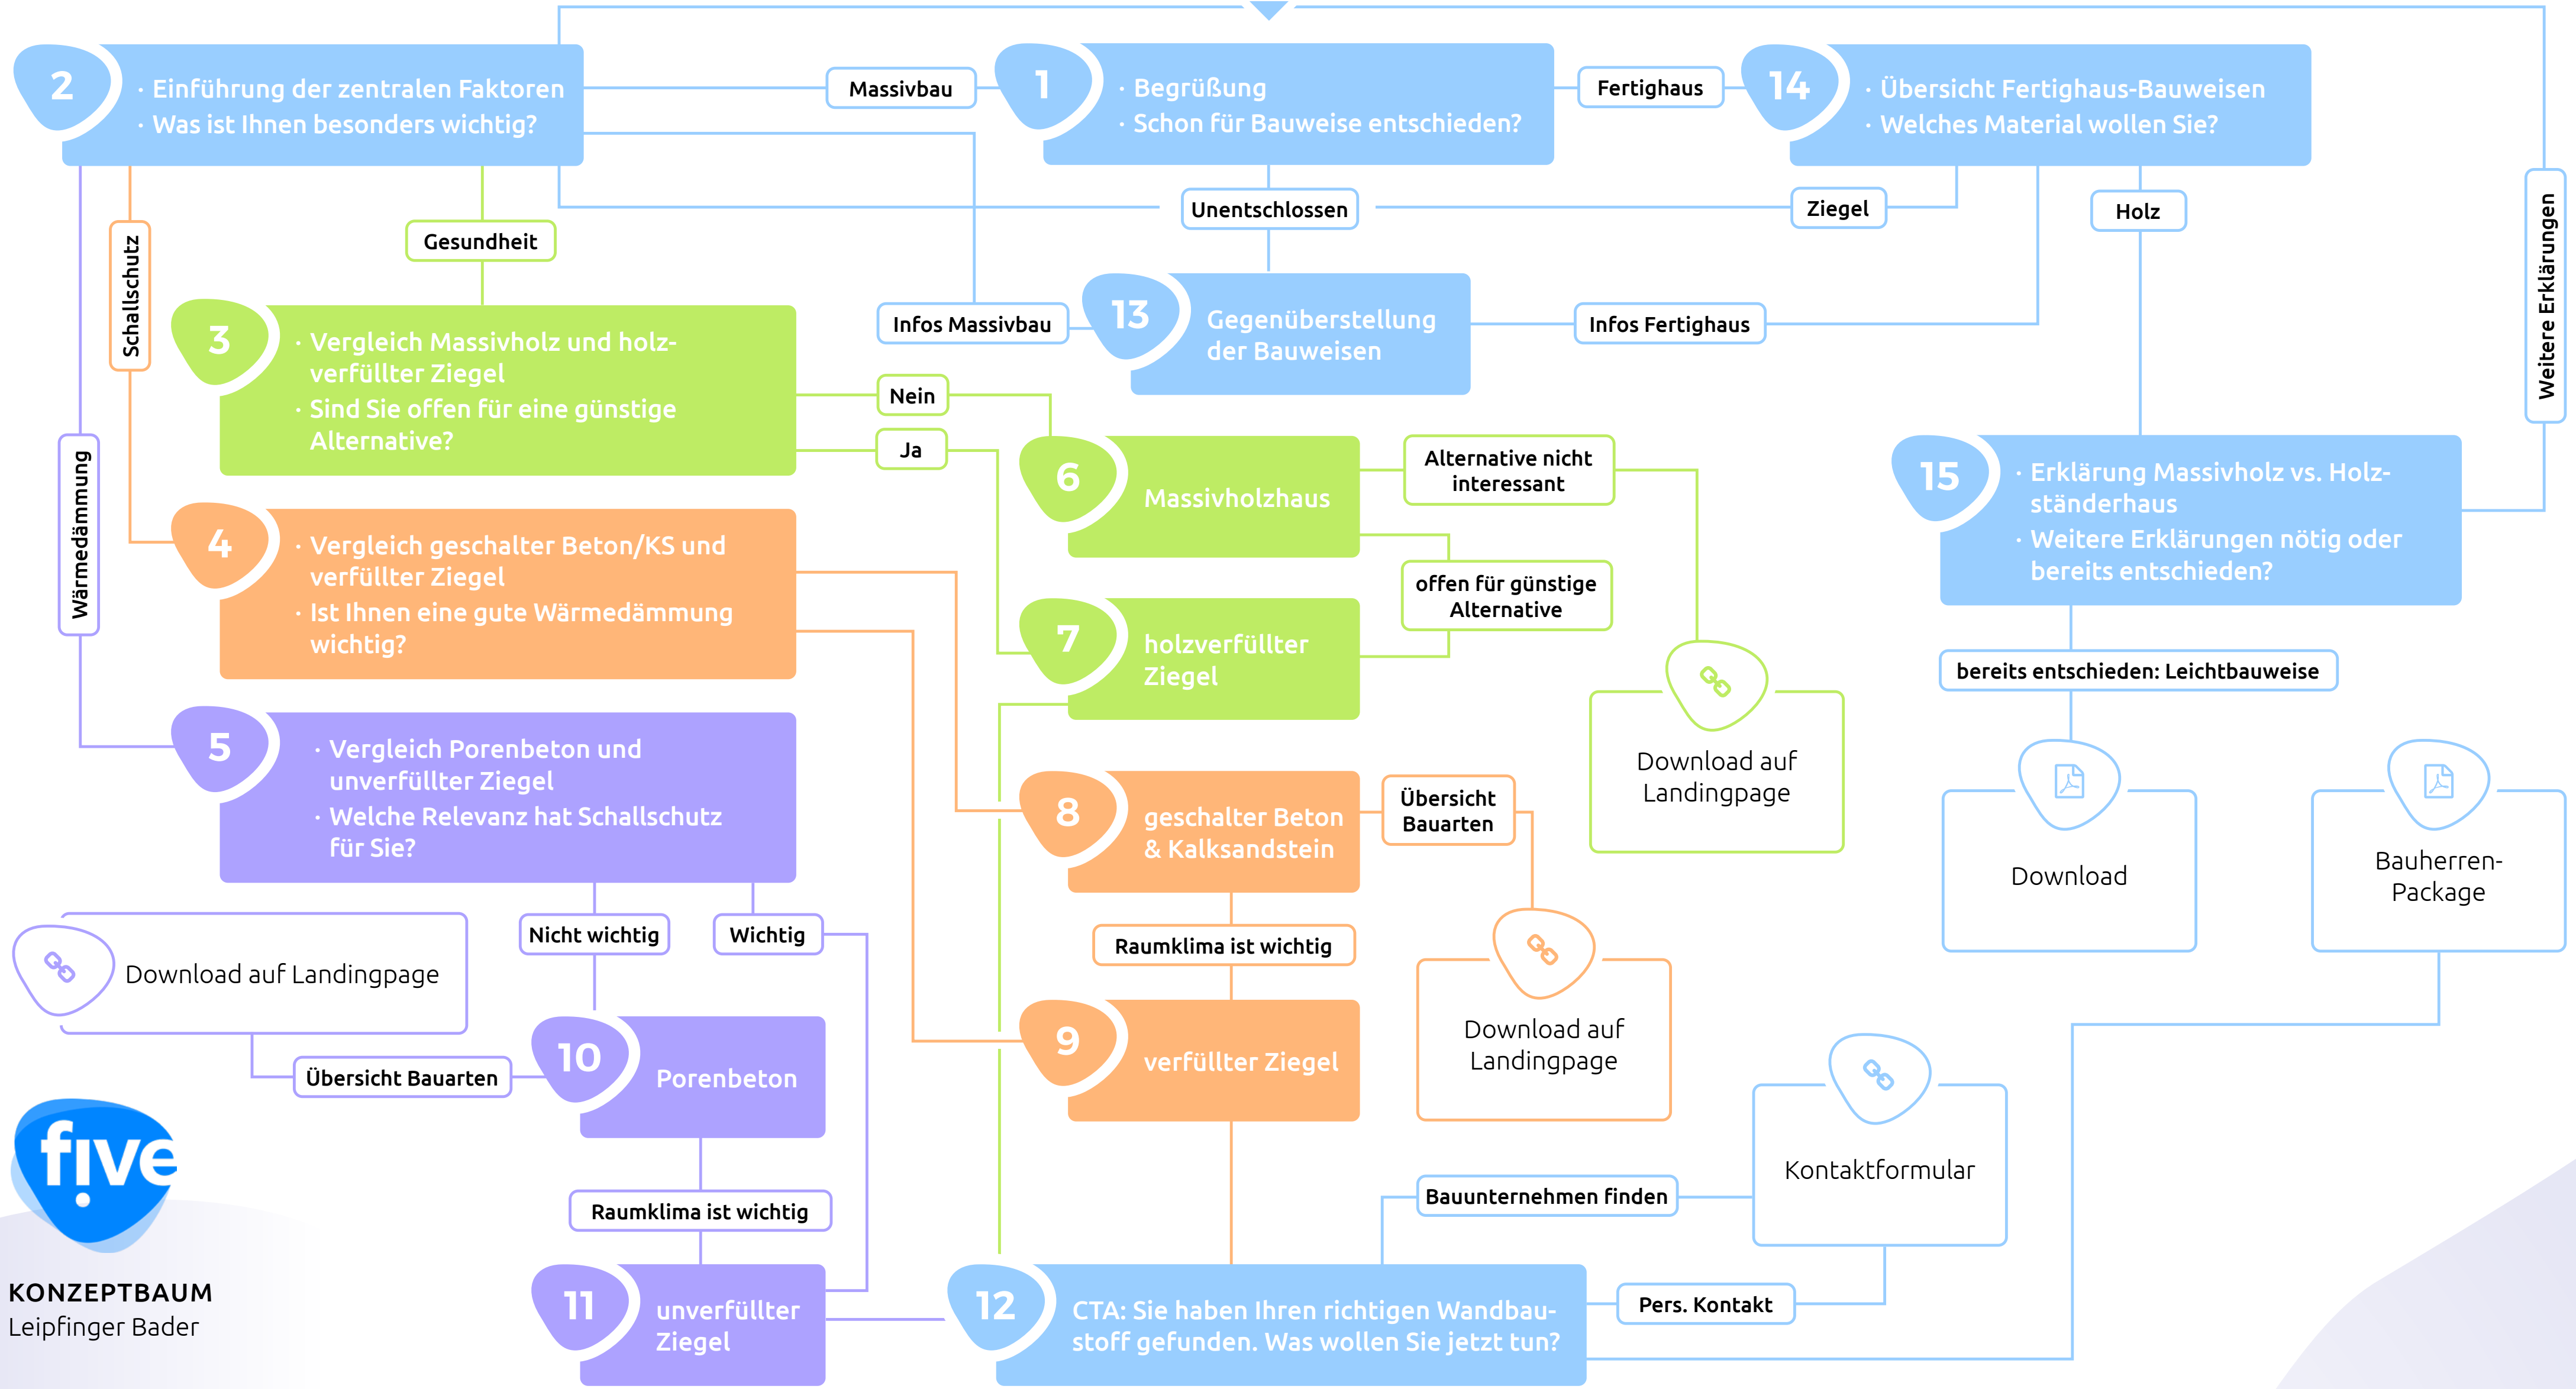 2
· Einführung der zentralen Faktoren
· Was ist Ihnen besonders wichtig?
Massivbau
1
· Begrüßung
· Schon für Bauweise entschieden?
Fertighaus
14
· Übersicht Fertighaus-Bauweisen
· Welches Material wollen Sie?
Schallschutz
Gesundheit
Unentschlossen
Ziegel
Holz
Weitere Erklärungen
3
· Vergleich Massivholz und holz-
verfüllter Ziegel
· Sind Sie offen für eine günstige
Alternative?
Infos Massivbau
13
Gegenüberstellung
der Bauweisen
Infos Fertighaus
Nein
Ja
Wärmedämmung
6
Massivholzhaus
Alternative nicht
interessant
15
· Erklärung Massivholz vs. Holz-
ständerhaus
· Weitere Erklärungen nötig oder
bereits entschieden?
4
· Vergleich geschalter Beton/KS und
verfüllter Ziegel
· Ist Ihnen eine gute Wärmedämmung
wichtig?
offen für günstige
Alternative
7
holzverfüllter
Ziegel
bereits entschieden: Leichtbauweise
5
· Vergleich Porenbeton und
unverfüllter Ziegel
· Welche Relevanz hat Schallschutz
für Sie?
Download auf
Landingpage
8
geschalter Beton
& Kalksandstein
Übersicht
Bauarten
Download
Bauherren-
Package
Nicht wichtig
Wichtig
Raumklima ist wichtig
Download auf Landingpage
9
verfüllter Ziegel
Download auf
Landingpage
Übersicht Bauarten
10
Porenbeton
Kontaktformular
five
Raumklima ist wichtig
Bauunternehmen finden
KONZEPTBAUM
Leipfinger Bader
11
unverfüllter
Ziegel
12
CTA: Sie haben Ihren richtigen Wandbau-
stoff gefunden. Was wollen Sie jetzt tun?
Pers. Kontakt